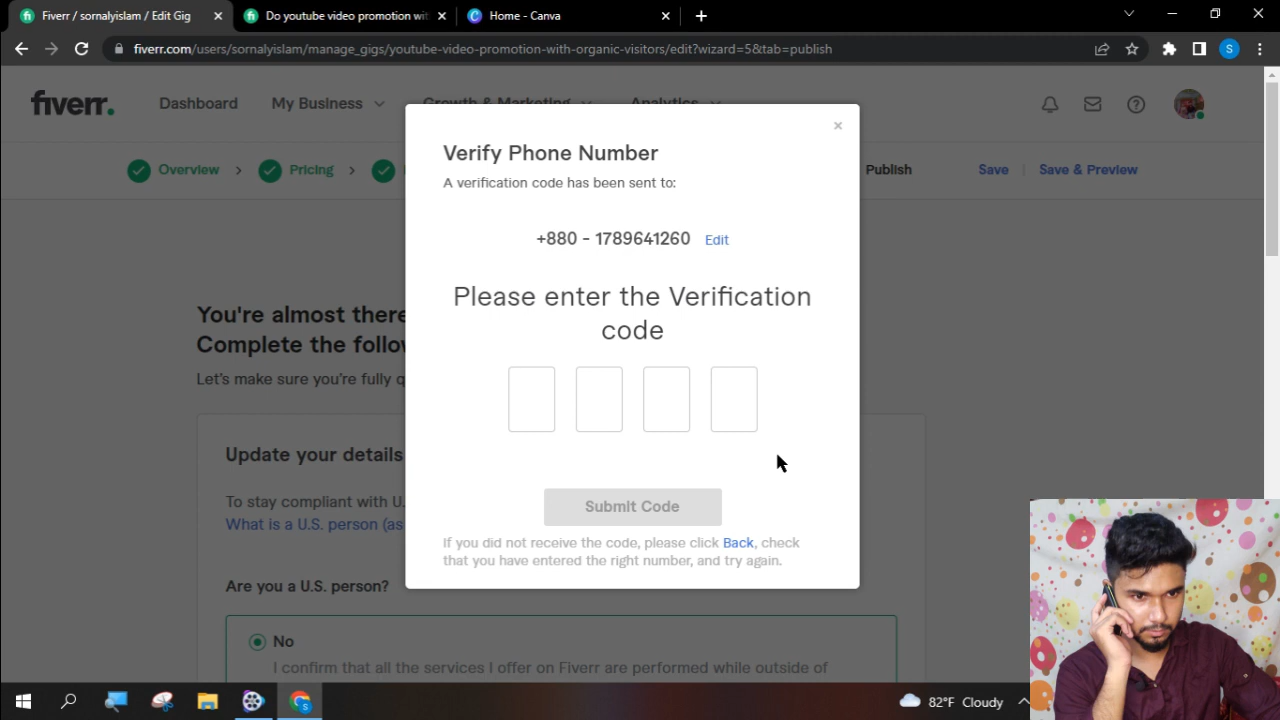 Fiverr / sornalyislam / Edit Gig
Do youtube video promotion with
Home - Canva
fiverr.com/users/sornalyislam/manage_gigs/youtube-video-promotion-with-organic-visitors/edit?wizard=5&tab=publish
S
fiverr.
Dashboard
My Business
Growth & Marketing
Analytics
Overview
Pricing
Publish
Save
Save & Preview
Verify Phone Number
A verification code has been sent to:
+880 - 1789641260 Edit
Please enter the Verification
code
Submit Code
If you did not receive the code, please click Back, check
that you have entered the right number, and try again.
You're almost there
Complete the follow
Let's make sure you're fully q
Update your details
To stay compliant with U.
What is a U.S. person (as
Are you a U.S. person?
No
I confirm that all the services I offer on Fiverr are performed while outside of
82°F Cloudy